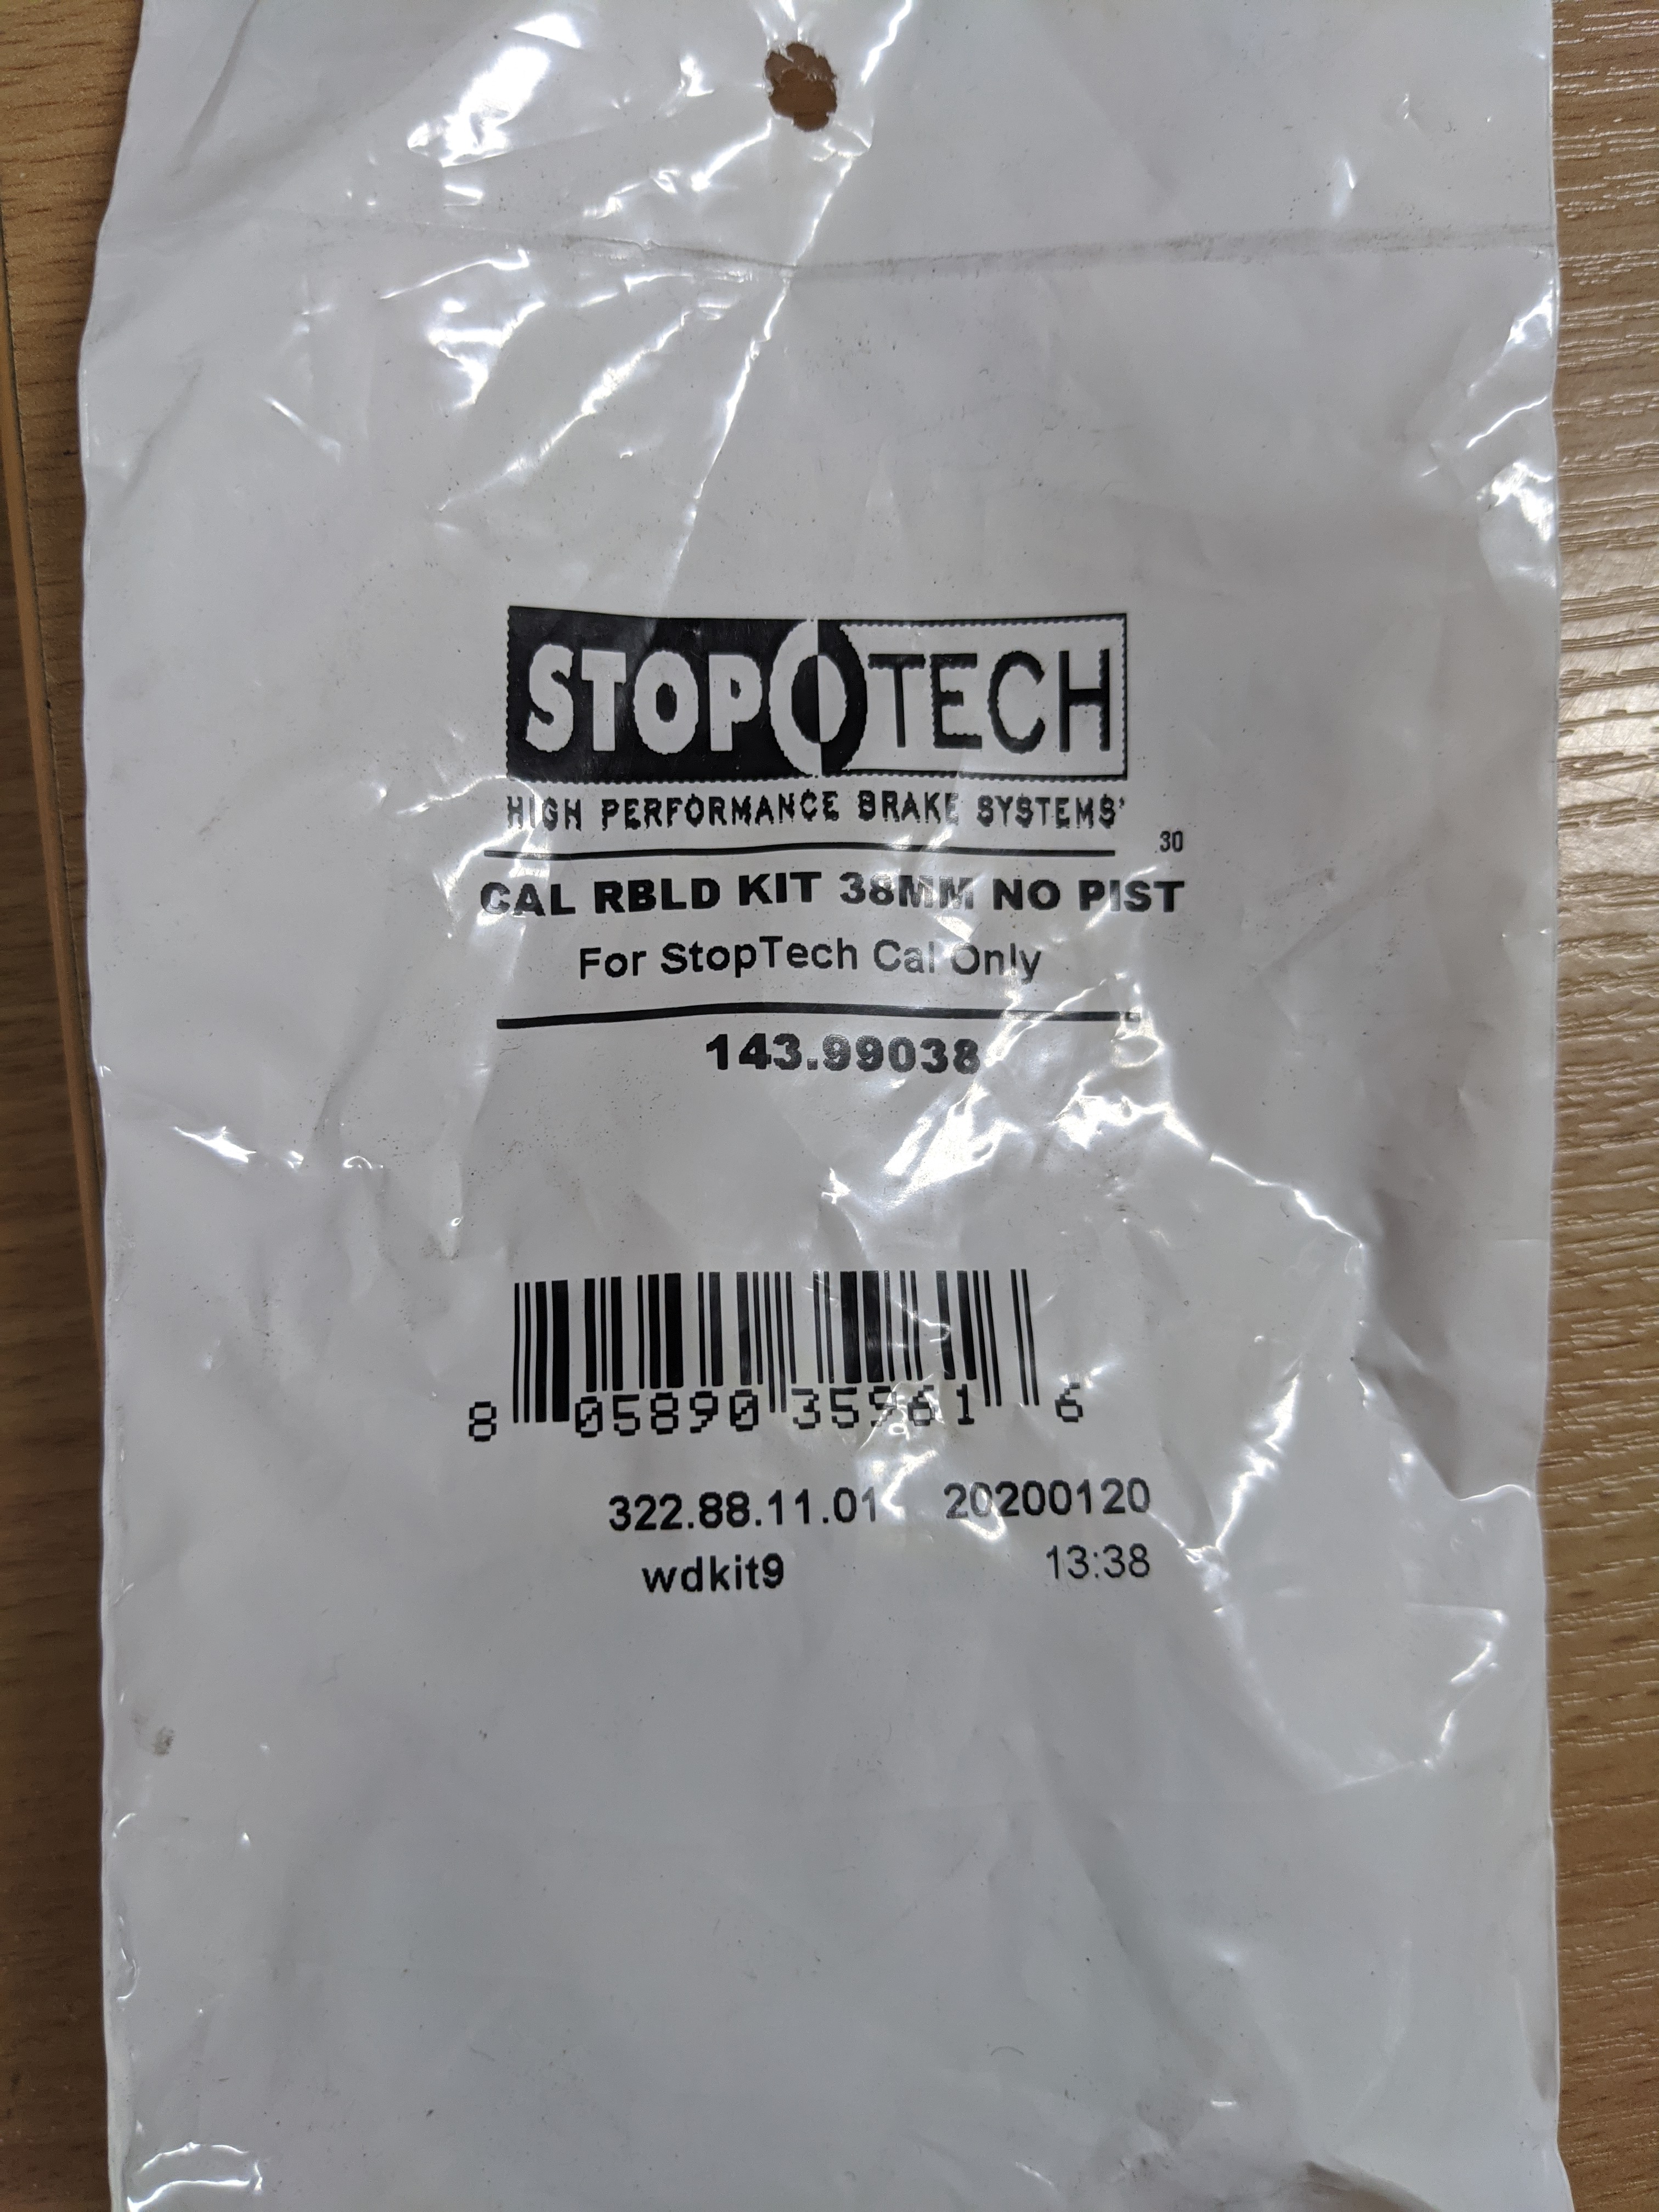 STOPTECH
HIGH PERFORMANCE BRAKE SYSTEMS'
30
CAL RBLD KIT 38MM NO PIST
For StopTech Cal Only
143.99038
8 05890 35961 6
322.88.11.01 20200120
wdkit9 13:38